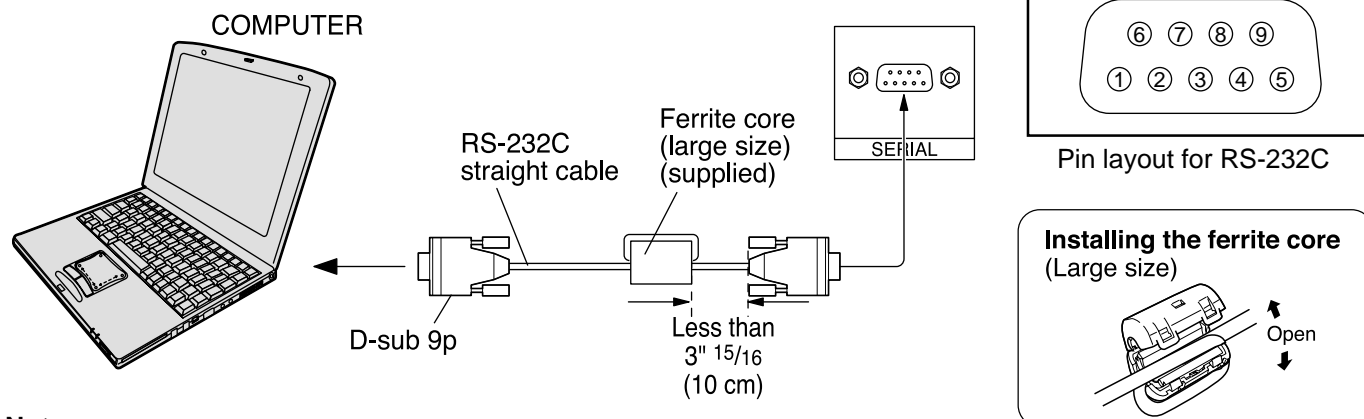 COMPUTER
RS-232C
straight cable
Ferrite core
(large size)
(supplied)
SERIAL
D-sub 9p
Less than
3" 15/16
(10 cm)
⑥ ⑦ ⑧ ⑨
① ② ③ ④ ⑤
Pin layout for RS-232C
Installing the ferrite core
(Large size)
Open